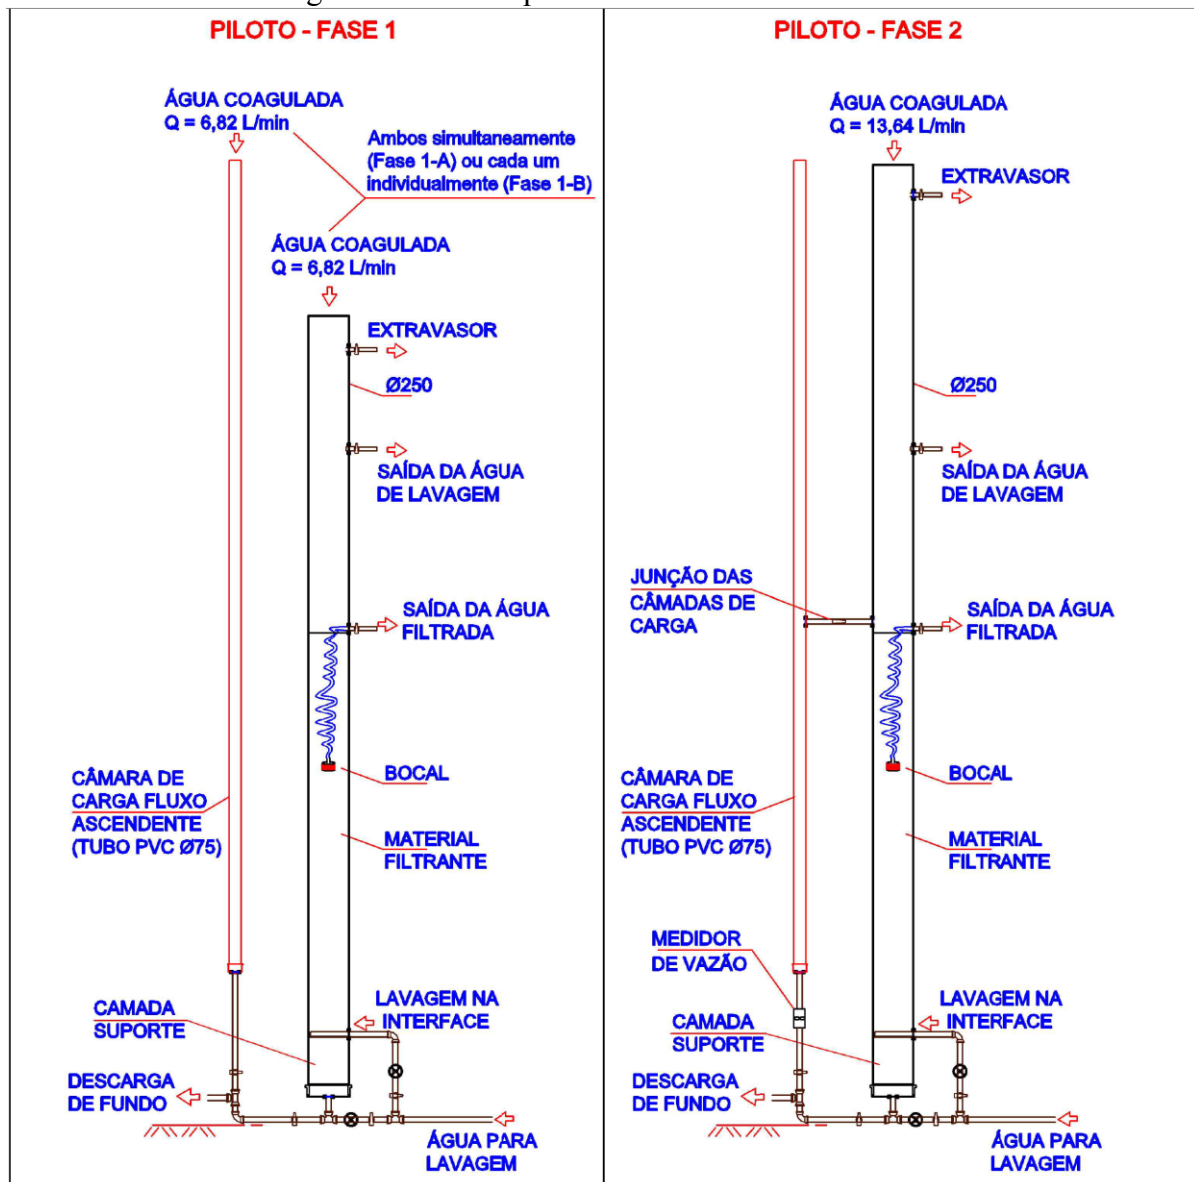 PILOTO - FASE 1
ÁGUA COAGULADA
Q = 6,82 L/min
Ambos simultaneamente
(Fase 1-A) ou cada um
individualmente (Fase 1-B)
ÁGUA COAGULADA
Q = 6,82 L/min
EXTRAVASOR
Ø250
SAÍDA DA ÁGUA
DE LAVAGEM
SAÍDA DA ÁGUA
FILTRADA
BOCAL
CÂMARA DE
CARGA FLUXO
ASCENDENTE
(TUBO PVC Ø75)
MATERIAL
FILTRANTE
LAVAGEM NA
INTERFACE
CAMADA
SUPORTE
DESCARGA
DE FUNDO
ÁGUA PARA
LAVAGEM
PILOTO - FASE 2
ÁGUA COAGULADA
Q = 13,64 L/min
EXTRAVASOR
Ø250
SAÍDA DA ÁGUA
DE LAVAGEM
JUNÇÃO DAS
CÂMADAS DE
CARGA
SAÍDA DA ÁGUA
FILTRADA
BOCAL
CÂMARA DE
CARGA FLUXO
ASCENDENTE
(TUBO PVC Ø75)
MATERIAL
FILTRANTE
MEDIDOR
DE VAZÃO
LAVAGEM NA
INTERFACE
CAMADA
SUPORTE
DESCARGA
DE FUNDO
ÁGUA PARA
LAVAGEM